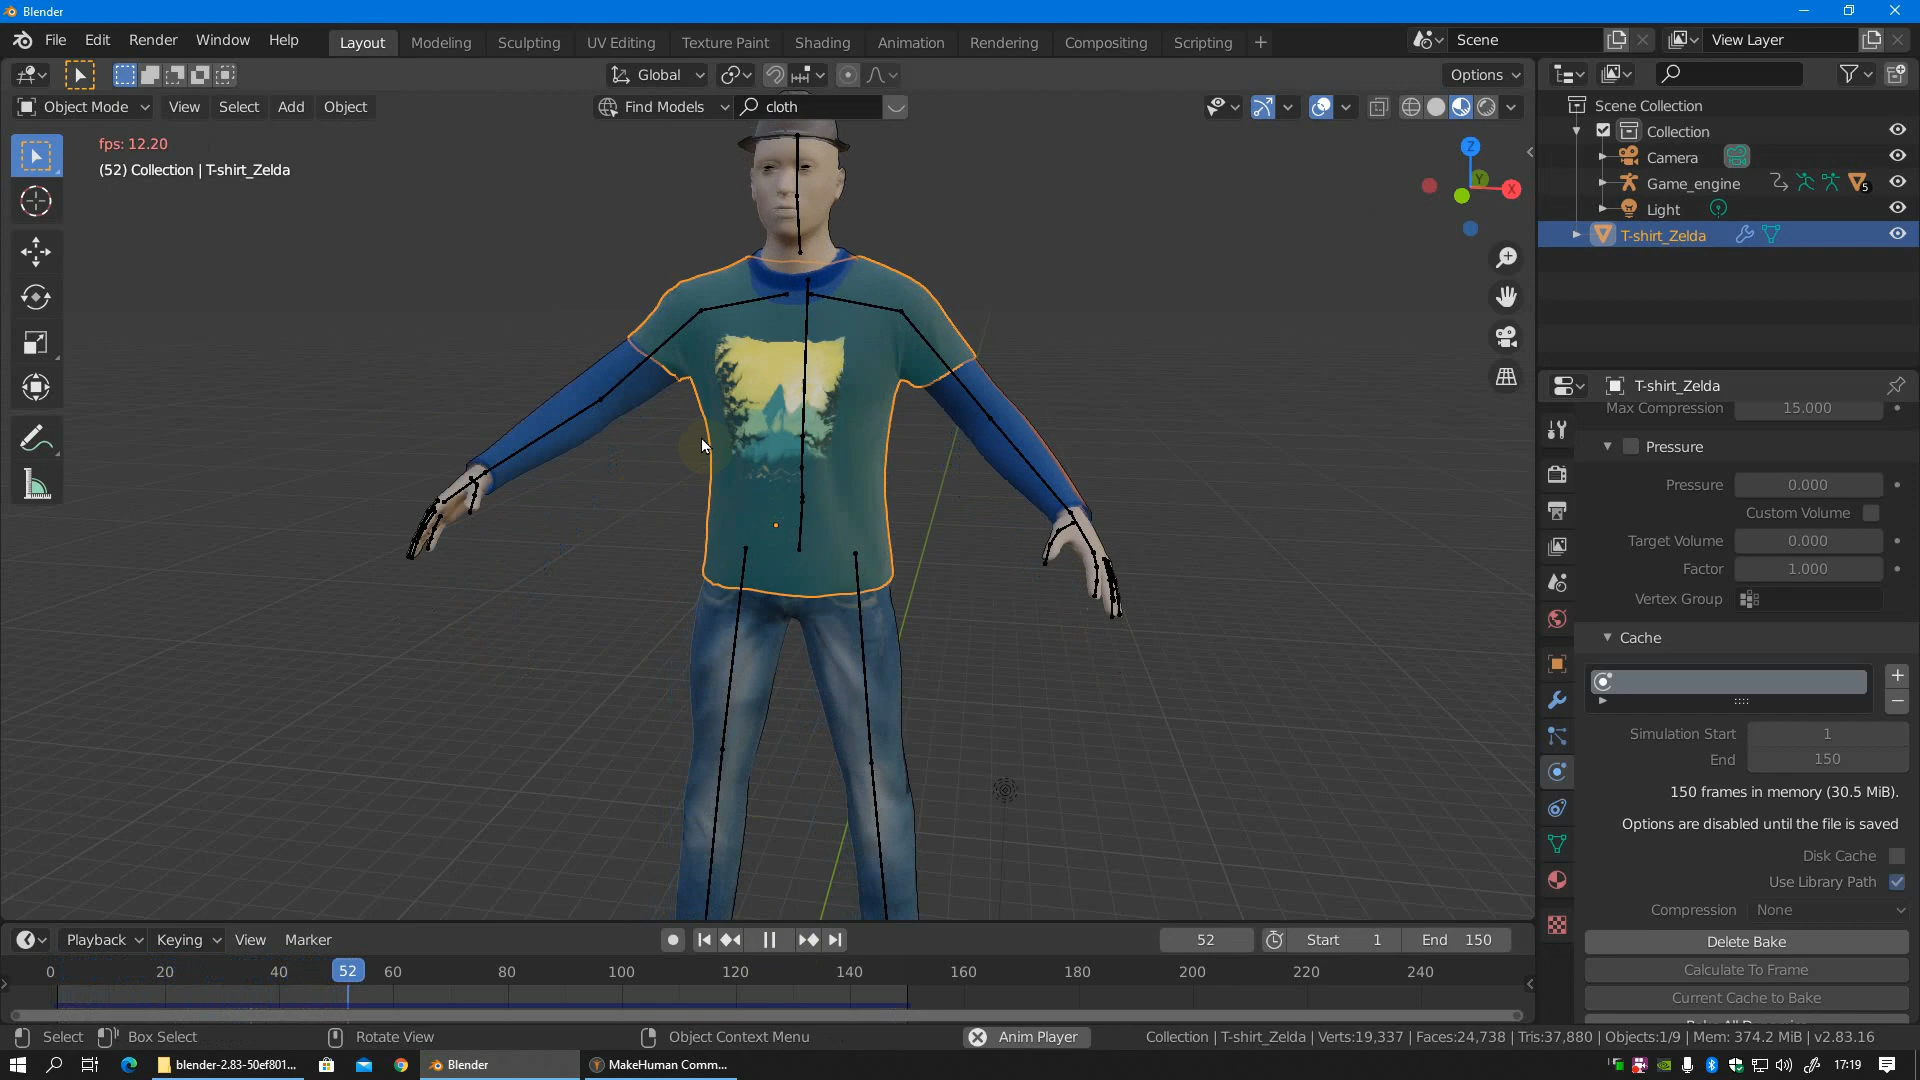 Blender
File Edit Render Window Help
Layout Modeling Sculpting UV Editing Texture Paint Shading Animation Rendering Compositing Scripting
Scene
View Layer
Global
Options
Object Mode View Select Add Object
Find Models
cloth
fps: 12.20
(52) Collection | T-shirt_Zelda
Z
Y
X
Scene Collection
Collection
Camera
Game_engine
5
Light
T-shirt_Zelda
T-shirt_Zelda
Max Compression 15.000
Pressure
Pressure 0.000
Custom Volume
Target Volume 0.000
Factor 1.000
Vertex Group
Cache
Simulation Start 1
End 150
150 frames in memory (30.5 MiB).
Options are disabled until the file is saved
Disk Cache
Use Library Path
Compression None
Delete Bake
Calculate To Frame
Current Cache to Bake
Playback Keying View Marker
52
Start 1
End 150
0 20 40 52 60 80 100 120 140 160 180 200 220 240
Select Box Select Rotate View Object Context Menu
Anim Player
Collection | T-shirt_Zelda | Verts:19,337 | Faces:24,738 | Tris:37,880 | Objects:1/9 | Mem: 374.2 MiB | v2.83.16
blender-2.83-50ef801...
Blender
MakeHuman Comm...
17:19